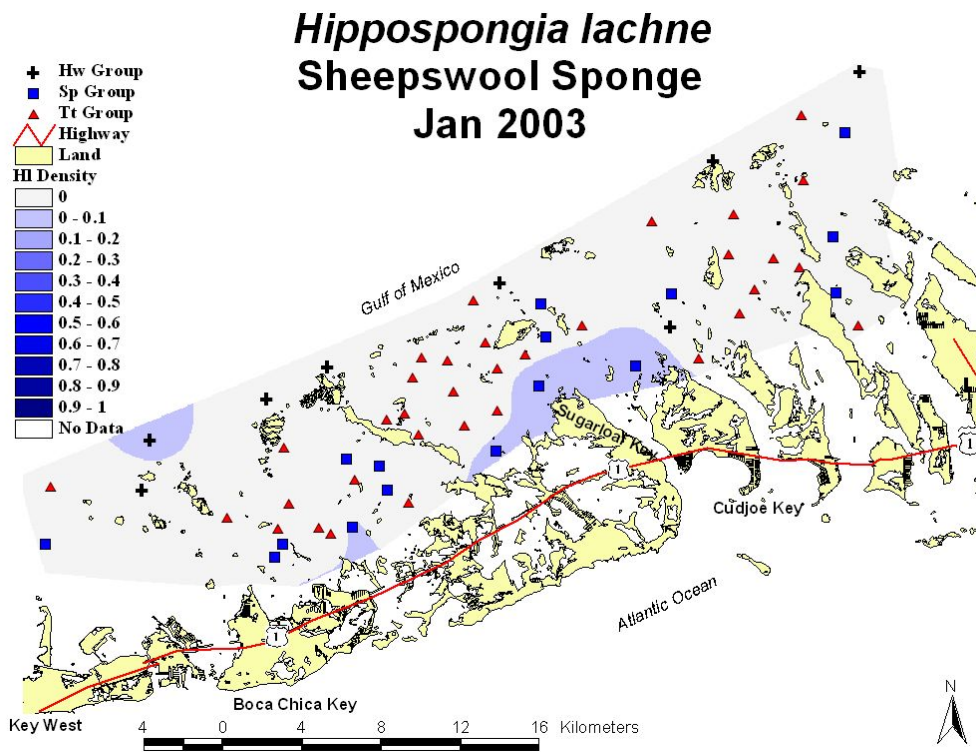 Hippospongia lachne
Sheepswool Sponge
Jan 2003
Hw Group
Sp Group
Tt Group
Highway
Land
Hl Density
0
0 - 0.1
0.1 - 0.2
0.2 - 0.3
0.3 - 0.4
0.4 - 0.5
0.5 - 0.6
0.6 - 0.7
0.7 - 0.8
0.8 - 0.9
0.9 - 1
No Data
Gulf of Mexico
Sugarloaf Key
1
1
Cudjoe Key
Atlantic Ocean
1
Boca Chica Key
Key West
4 0 4 8 12 16 Kilometers
N